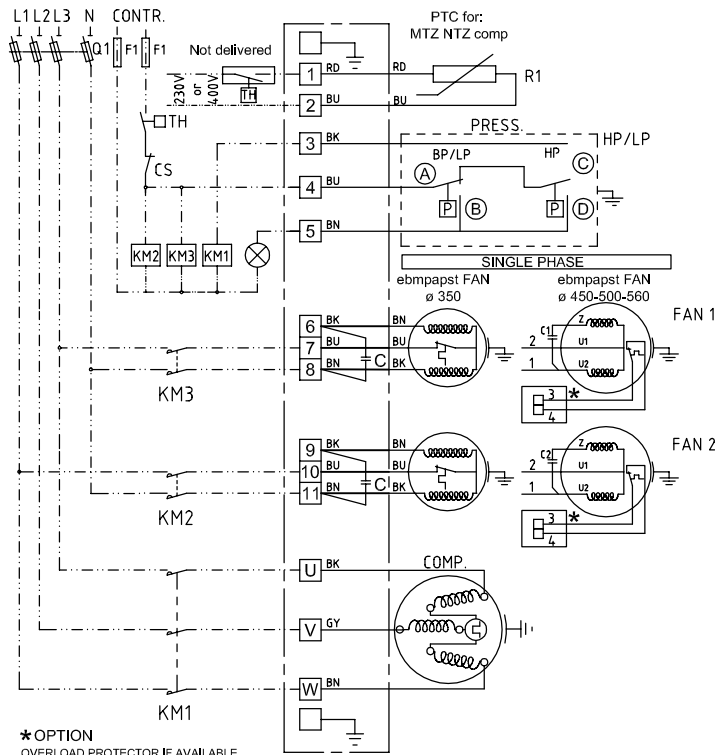 L1 L2 L3 N CONTR.
Q1 F1 F1
Not delivered
PTC for:
MTZ NTZ comp
230V or 400V
TH
1 RD RD R1
2 BU BU
TH
PRESS.
HP/LP
3 BK
CS
BP/LP HP
A C
4 BU
P B P D
5 BN
KM2 KM3 KM1
SINGLE PHASE
ebmpapst FAN
ø 350
ebmpapst FAN
ø 450-500-560
FAN 1
6 BK BN
7 BU BU
8 BN C BK
C1 Z
2 U1
1 U2
3 *
4
KM3
FAN 2
9 BK BN
10 BU BU
11 BN C BK
C2 Z
2 U1
1 U2
3 *
4
KM2
U BK COMP.
V GY
W BN
KM1
* OPTION
OVERLOAD PROTECTOR IF AVAILABLE